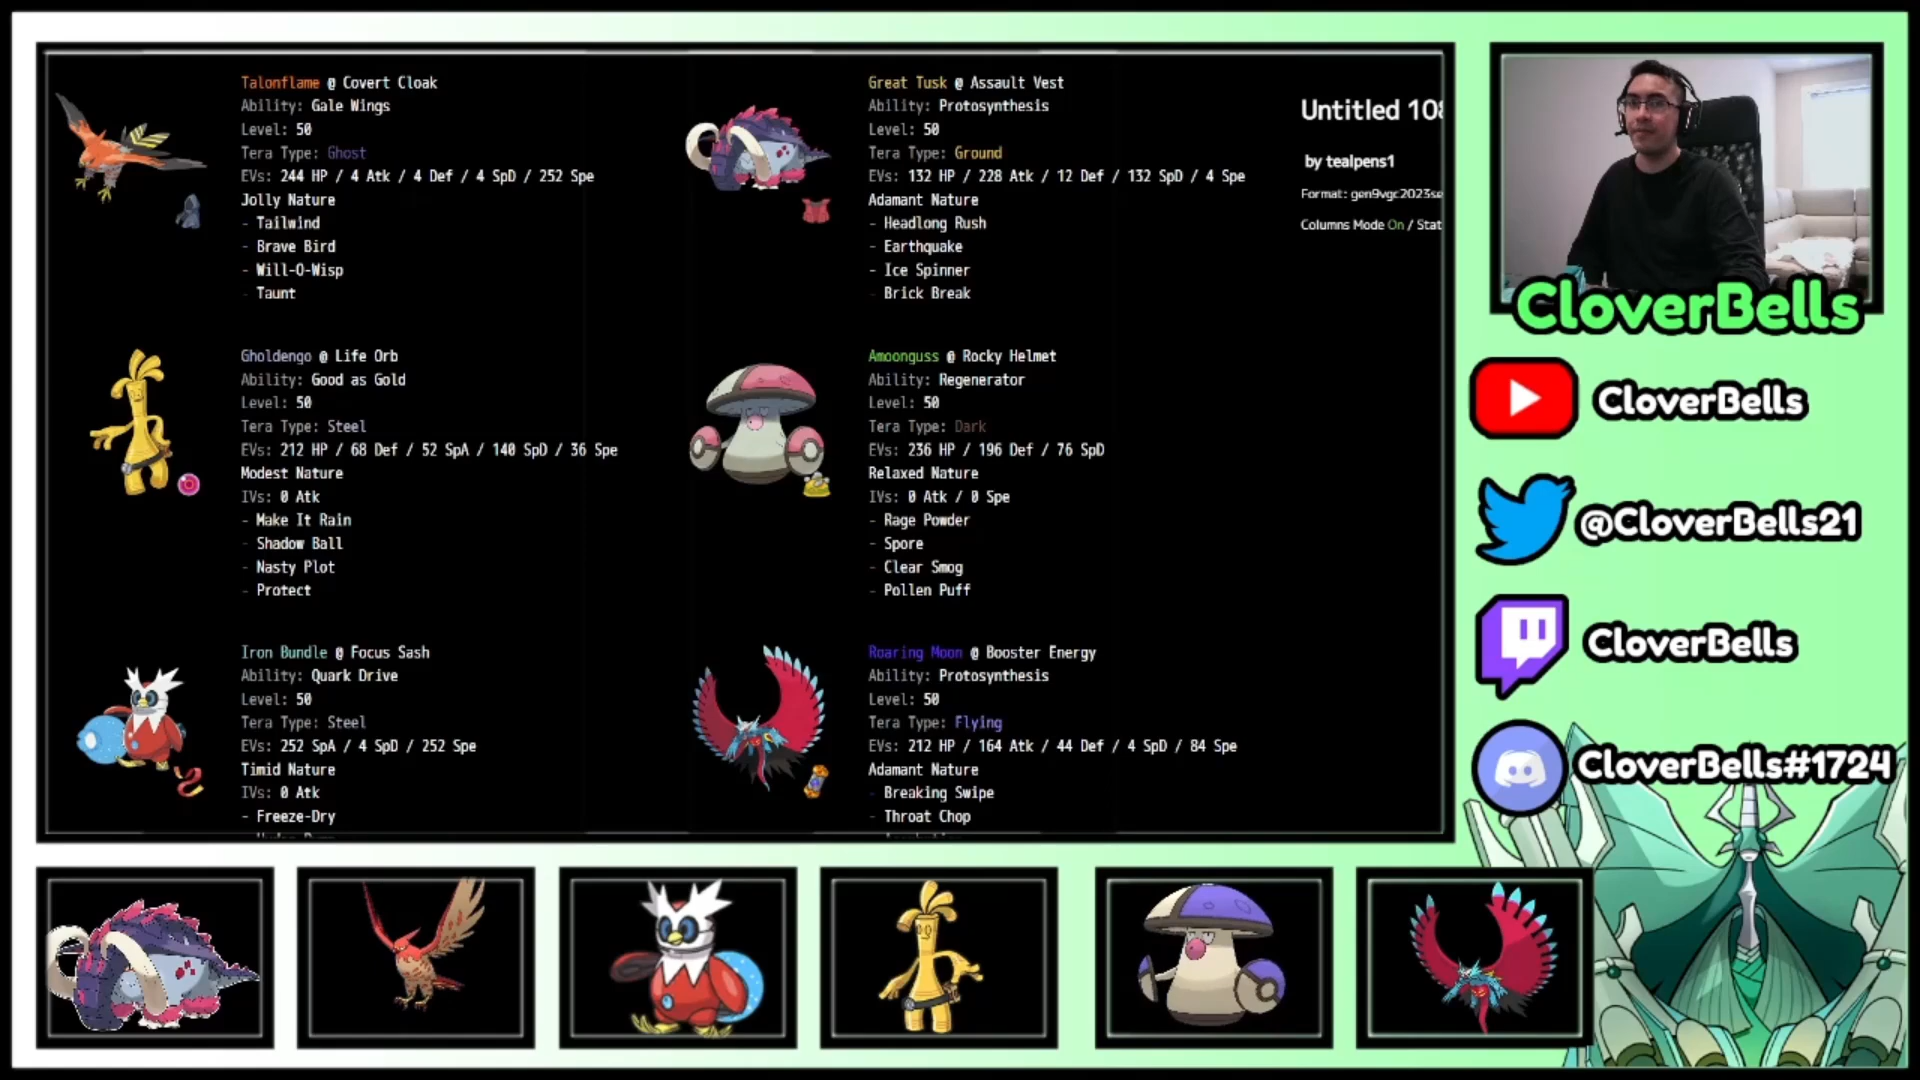 Talonflame @ Covert Cloak
Ability: Gale Wings
Level: 50
Tera Type: Ghost
EVs: 244 HP / 4 Atk / 4 Def / 4 SpD / 252 Spe
Jolly Nature
- Tailwind
- Brave Bird
- Will-O-Wisp
- Taunt
Great Tusk @ Assault Vest
Ability: Protosynthesis
Level: 50
Tera Type: Ground
EVs: 132 HP / 228 Atk / 12 Def / 132 SpD / 4 Spe
Adamant Nature
- Headlong Rush
- Earthquake
- Ice Spinner
- Brick Break
Untitled 108
by tealpens1
Format: gen9vgc2023se
Columns Mode On / Stat
Gholdengo @ Life Orb
Ability: Good as Gold
Level: 50
Tera Type: Steel
EVs: 212 HP / 68 Def / 52 SpA / 140 SpD / 36 Spe
Modest Nature
IVs: 0 Atk
- Make It Rain
- Shadow Ball
- Nasty Plot
- Protect
Amoonguss @ Rocky Helmet
Ability: Regenerator
Level: 50
Tera Type: Dark
EVs: 236 HP / 196 Def / 76 SpD
Relaxed Nature
IVs: 0 Atk / 0 Spe
- Rage Powder
- Spore
- Clear Smog
- Pollen Puff
Iron Bundle @ Focus Sash
Ability: Quark Drive
Level: 50
Tera Type: Steel
EVs: 252 SpA / 4 SpD / 252 Spe
Timid Nature
IVs: 0 Atk
- Freeze-Dry
Roaring Moon @ Booster Energy
Ability: Protosynthesis
Level: 50
Tera Type: Flying
EVs: 212 HP / 164 Atk / 44 Def / 4 SpD / 84 Spe
Adamant Nature
- Breaking Swipe
- Throat Chop
CloverBells
CloverBells
@CloverBells21
CloverBells
CloverBells#1724